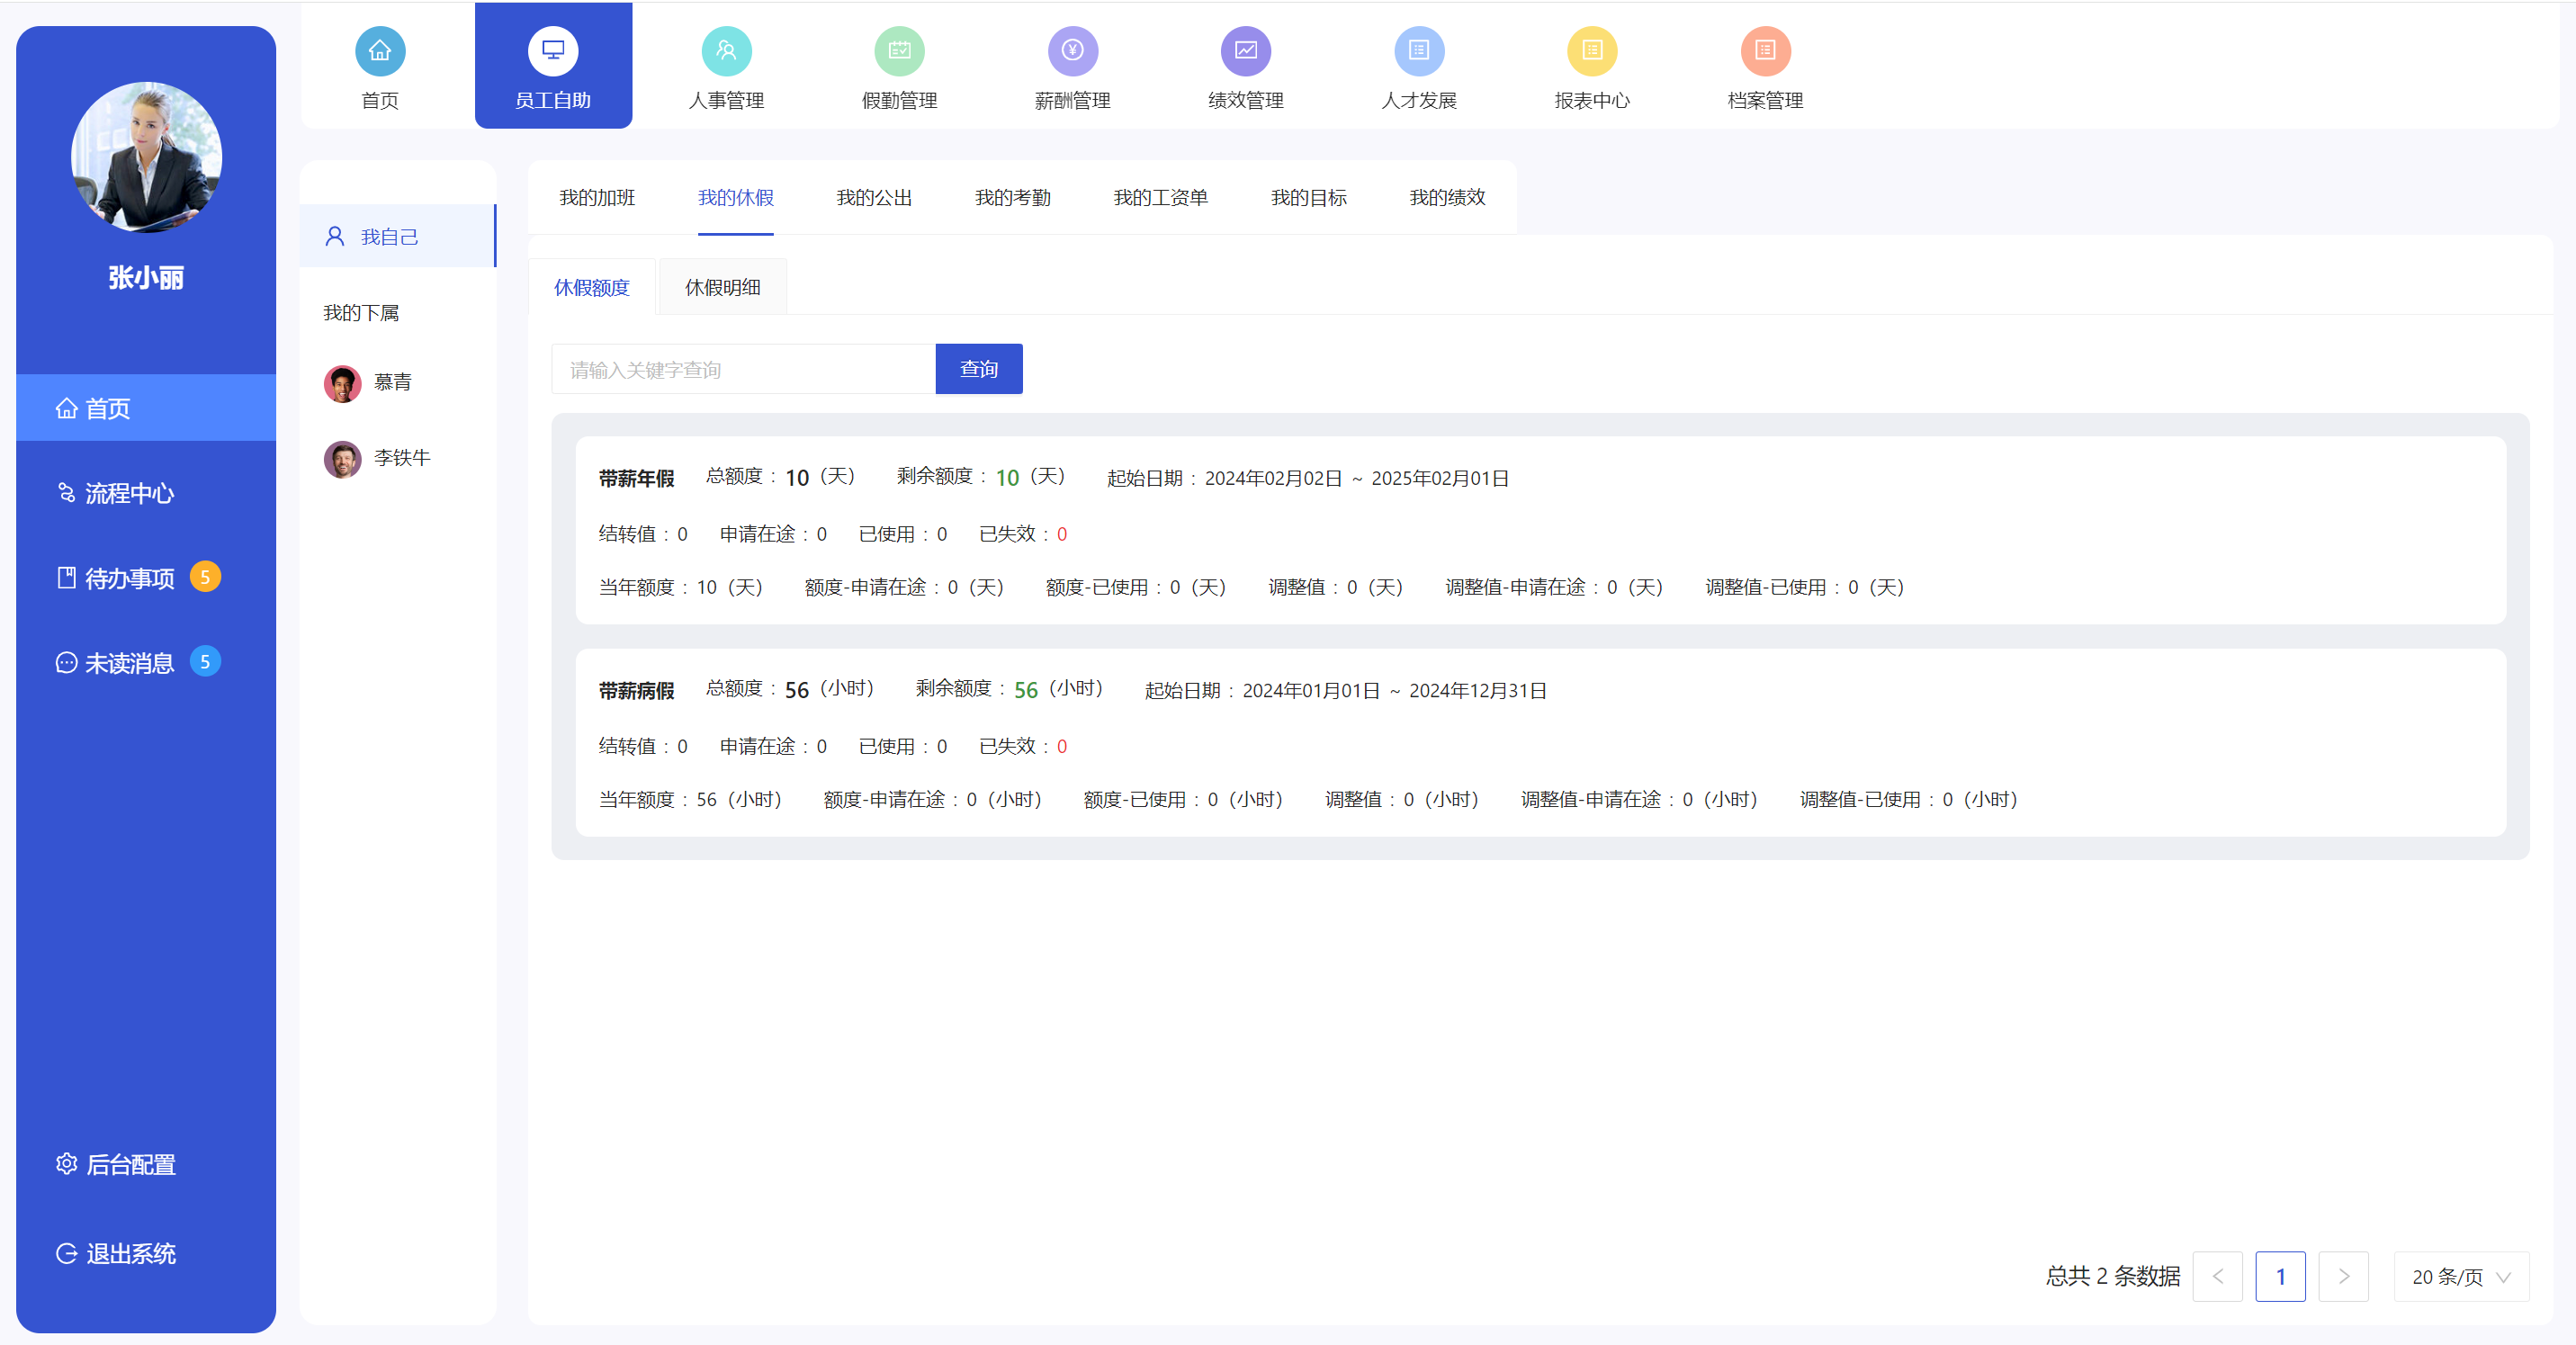 首页 员工自助 人事管理 假勤管理 薪酬管理 绩效管理 人才发展 报表中心 档案管理
张小丽
首页
流程中心
待办事项 5
未读消息 5
后台配置
退出系统
我自己
我的下属
慕青
李铁牛
我的加班 我的休假 我的公出 我的考勤 我的工资单 我的目标 我的绩效
休假额度 休假明细
请输入关键字查询 查询
带薪年假 总额度：10（天） 剩余额度：10（天） 起始日期：2024年02月02日 ~ 2025年02月01日
结转值：0 申请在途：0 已使用：0 已失效：0
当年额度：10（天） 额度-申请在途：0（天） 额度-已使用：0（天） 调整值：0（天） 调整值-申请在途：0（天） 调整值-已使用：0（天）
带薪病假 总额度：56（小时） 剩余额度：56（小时） 起始日期：2024年01月01日 ~ 2024年12月31日
结转值：0 申请在途：0 已使用：0 已失效：0
当年额度：56（小时） 额度-申请在途：0（小时） 额度-已使用：0（小时） 调整值：0（小时） 调整值-申请在途：0（小时） 调整值-已使用：0（小时）
总共 2 条数据 < 1 > 20 条/页